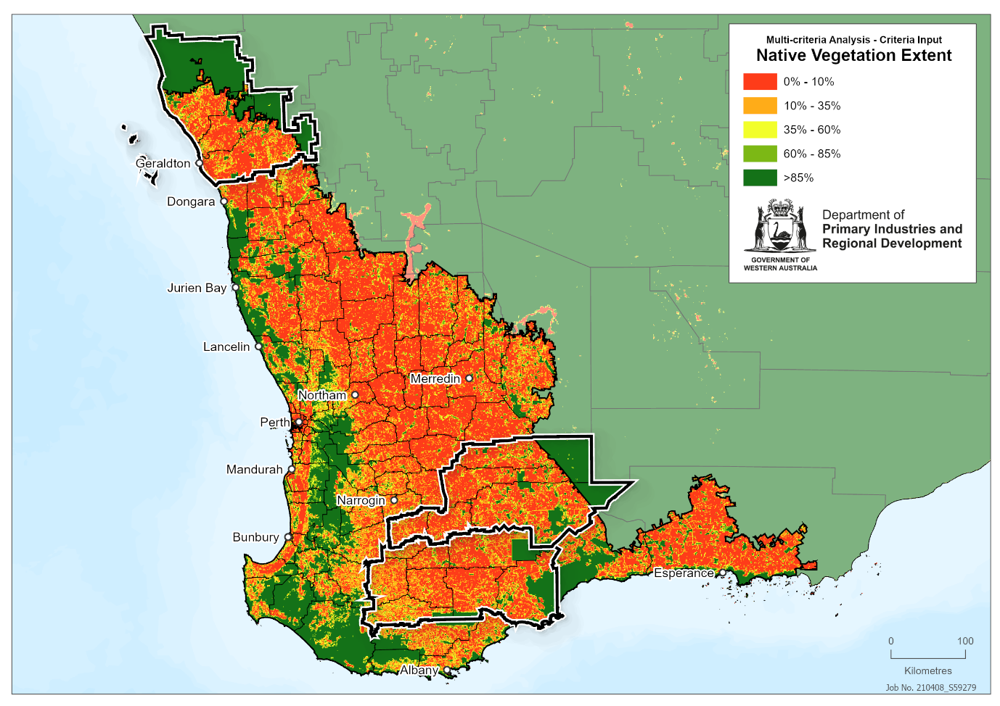 Multi-criteria Analysis - Criteria Input
Native Vegetation Extent
0% - 10%
10% - 35%
35% - 60%
60% - 85%
>85%
Department of
Primary Industries and
Regional Development
GOVERNMENT OF
WESTERN AUSTRALIA
Geraldton
Dongara
Jurien Bay
Lancelin
Merredin
Northam
Perth
Mandurah
Narrogin
Bunbury
Esperance
Albany
0 100
Kilometres
Job No. 210408_S59279